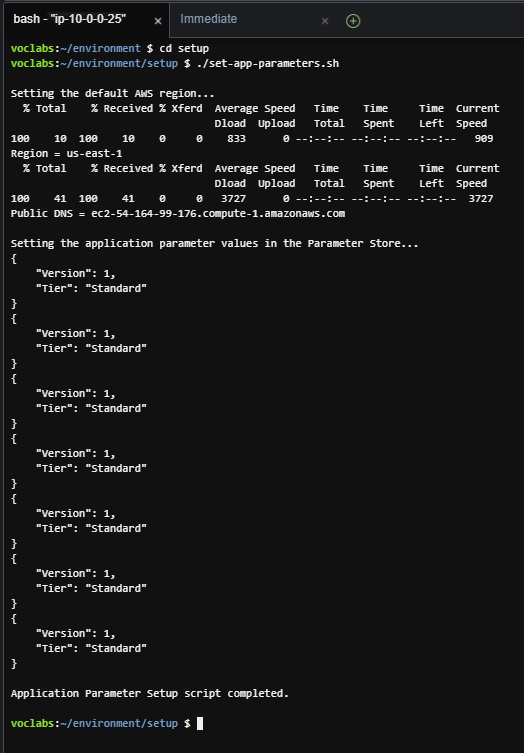 bash - "ip-10-0-0-25" × Immediate ×
voclabs:~/environment $ cd setup
voclabs:~/environment/setup $ ./set-app-parameters.sh
Setting the default AWS region...
% Total % Received % Xferd Average Speed Time Time Time Current
Dload Upload Total Spent Left Speed
100 10 100 10 0 0 833 0 --:--:-- --:--:-- --:--:-- 909
Region = us-east-1
% Total % Received % Xferd Average Speed Time Time Time Current
Dload Upload Total Spent Left Speed
100 41 100 41 0 0 3727 0 --:--:-- --:--:-- --:--:-- 3727
Public DNS = ec2-54-164-99-176.compute-1.amazonaws.com
Setting the application parameter values in the Parameter Store...
{
"Version": 1,
"Tier": "Standard"
}
{
"Version": 1,
"Tier": "Standard"
}
{
"Version": 1,
"Tier": "Standard"
}
{
"Version": 1,
"Tier": "Standard"
}
{
"Version": 1,
"Tier": "Standard"
}
{
"Version": 1,
"Tier": "Standard"
}
{
"Version": 1,
"Tier": "Standard"
}
Application Parameter Setup script completed.
voclabs:~/environment/setup $